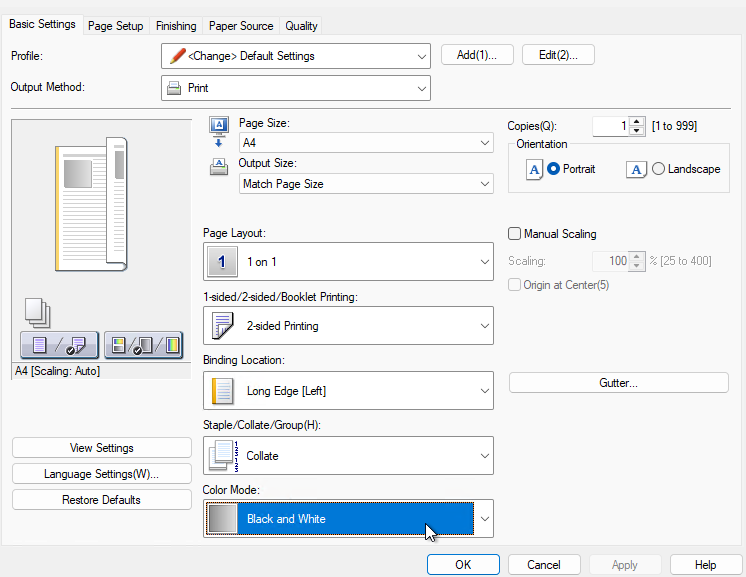 Basic Settings Page Setup Finishing Paper Source Quality
Profile: <Change> Default Settings Add(1)... Edit(2)...
Output Method: Print
Page Size: Copies(Q): 1 [1 to 999]
A4
Orientation
Output Size: A Portrait A Landscape
Match Page Size
Page Layout: Manual Scaling
1 1 on 1 Scaling: 100 % [25 to 400]
Origin at Center(5)
1-sided/2-sided/Booklet Printing:
2-sided Printing
Binding Location:
A4 [Scaling: Auto]
Long Edge [Left] Gutter...
Staple/Collate/Group(H):
View Settings Collate
Language Settings(W)...
Color Mode:
Restore Defaults
Black and White
OK Cancel Apply Help